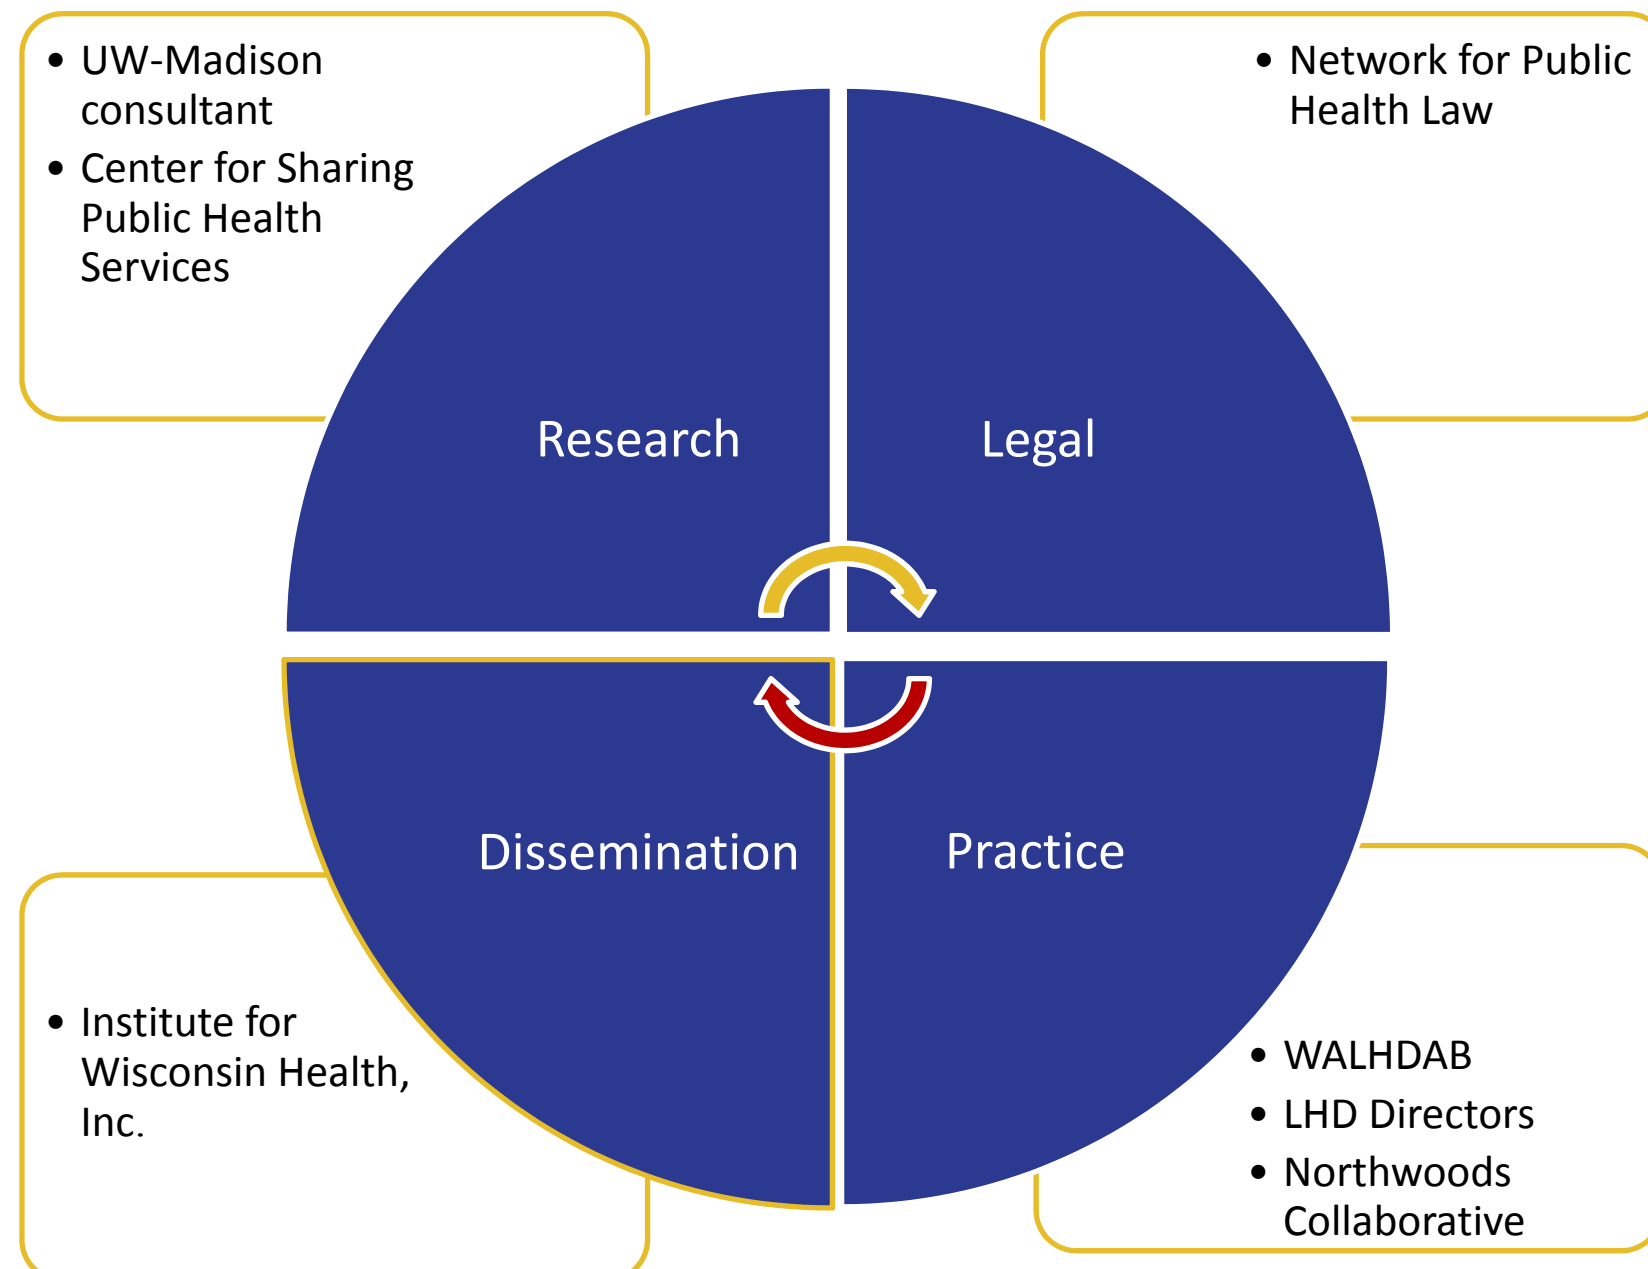 • UW-Madison
consultant
• Center for Sharing
Public Health
Services
• Network for Public
Health Law
Research
Legal
Dissemination
Practice
• Institute for
Wisconsin Health,
Inc.
• WALHDAB
• LHD Directors
• Northwoods
Collaborative